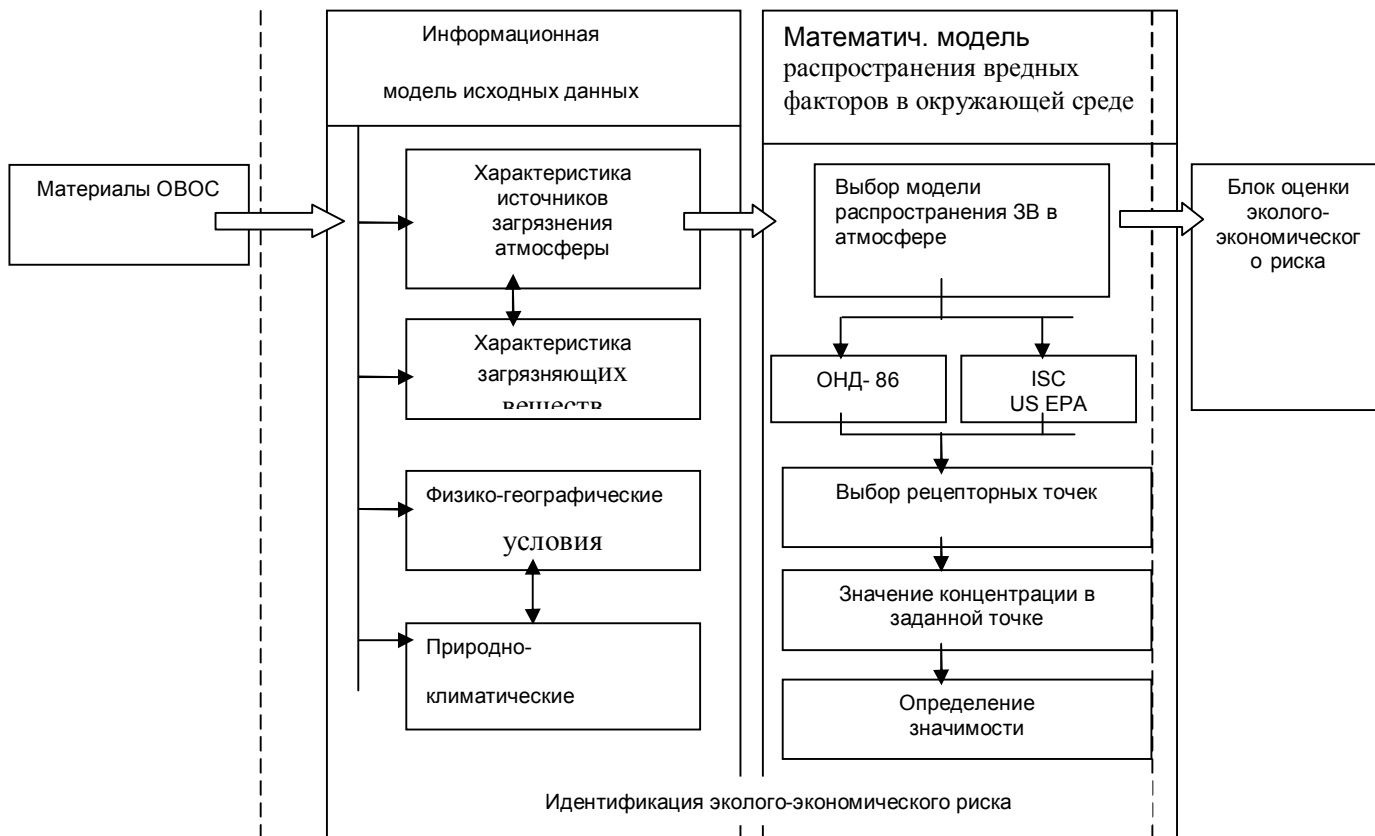 Информационная
модель исходных данных
Математич. модель
распространения вредных
факторов в окружающей среде
Материалы ОВОС
Характеристика
источников
загрязнения
атмосферы
Характеристика
загрязняющих
веществ
Физико-географические
условия
Природно-
климатические
Выбор модели
распространения ЗВ в
атмосфере
ОНД- 86
ISC
US EPA
Выбор рецепторных точек
Значение концентрации в
заданной точке
Определение
значимости
Блок оценки
эколого-
экономическог
о риска
Идентификация эколого-экономического риска